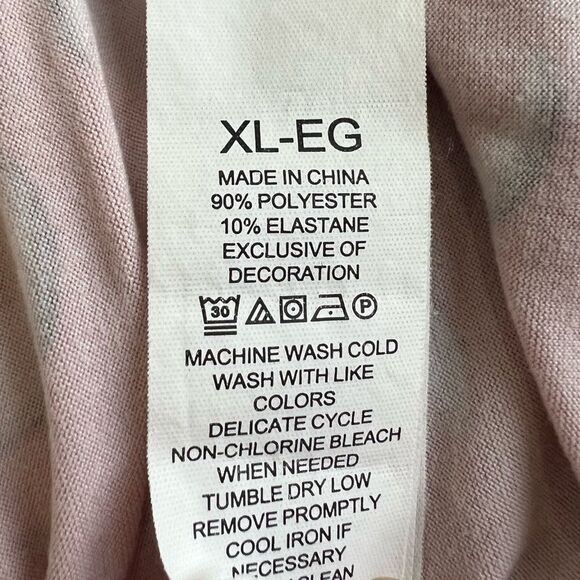 XL-EG
MADE IN CHINA
90% POLYESTER
10% ELASTANE
EXCLUSIVE OF
DECORATION
30 P
MACHINE WASH COLD
WASH WITH LIKE
COLORS
DELICATE CYCLE
NON-CHLORINE BLEACH
WHEN NEEDED
TUMBLE DRY LOW
REMOVE PROMPTLY
COOL IRON IF
NECESSARY
CLEAN